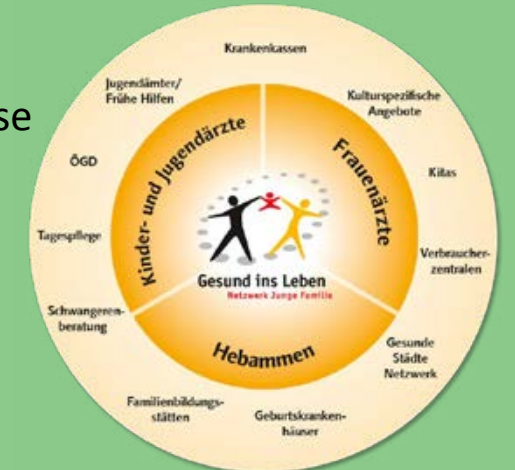 Krankenkassen
Jugendämter/
Frühe Hilfen
Kulturspezifische
Angebote
se
ÖGD
Kinder- und Jugendärzte
Frauenärzte
Kitas
Tagespflege
Gesund ins Leben
Netzwerk Junge Familie
Verbraucher-
zentralen
Schwangeren-
beratung
Hebammen
Gesunde
Städte
Netzwerk
Familienbildungs-
stätten
Geburtskranken-
häuser